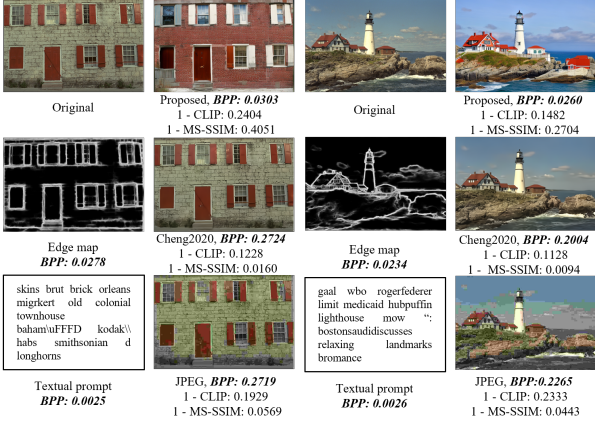 Original
Proposed, BPP: 0.0303
1 - CLIP: 0.2404
1 - MS-SSIM: 0.4051
Original
Proposed, BPP: 0.0260
1 - CLIP: 0.1482
1 - MS-SSIM: 0.2704
Edge map
BPP: 0.0278
Cheng2020, BPP: 0.2724
1 - CLIP: 0.1228
1 - MS-SSIM: 0.0160
Edge map
BPP: 0.0234
Cheng2020, BPP: 0.2004
1 - CLIP: 0.1128
1 - MS-SSIM: 0.0094
skins brut brick orleans
migrkert old colonial
townhouse
baham\uFFFD kodak\\
habs smithsonian d
longhorns
Textual prompt
BPP: 0.0025
JPEG, BPP: 0.2719
1 - CLIP: 0.1929
1 - MS-SSIM: 0.0569
gaal wbo rogerfederer
limit medicaid hubpuffin
lighthouse mow “:
bostonsaudidiscusses
relaxing landmarks
bromance
Textual prompt
BPP: 0.0026
JPEG, BPP:0.2265
1 - CLIP: 0.2333
1 - MS-SSIM: 0.0443